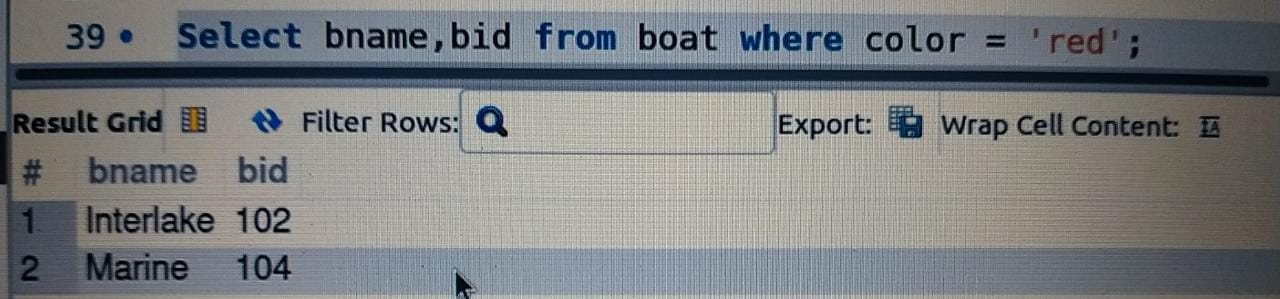 39 Select bname,bid from boat where color = 'red';
Result Grid Filter Rows: Export: Wrap Cell Content: IA
# bname bid
1 Interlake 102
2 Marine 104